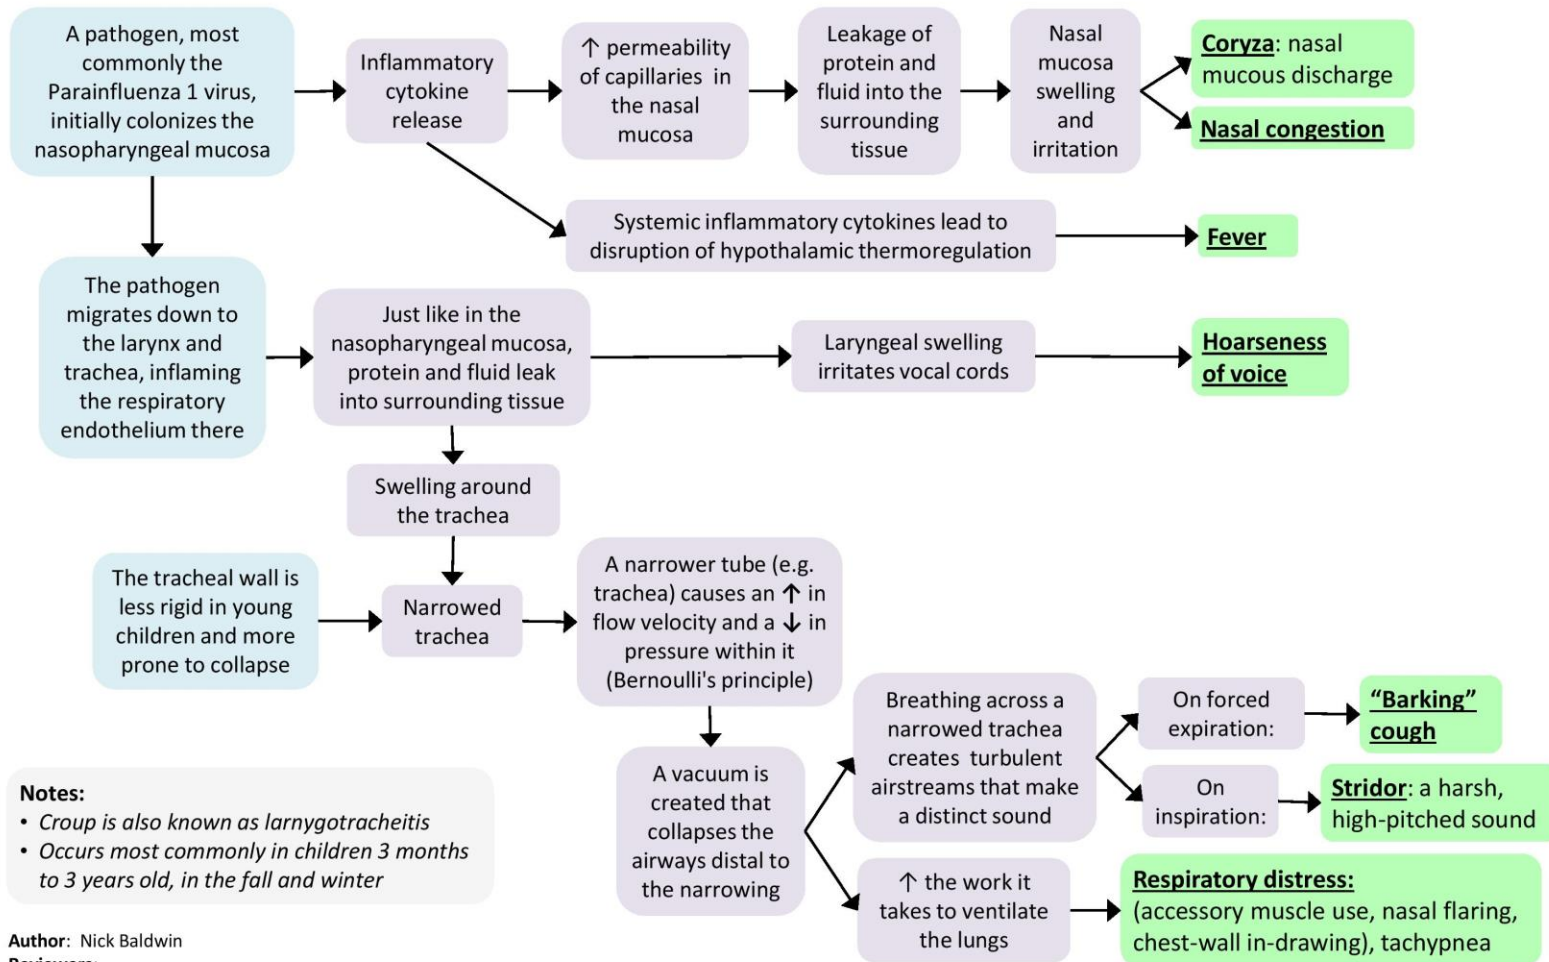 A pathogen, most
commonly the
Parainfluenza 1 virus,
initially colonizes the
nasopharyngeal mucosa
Inflammatory
cytokine
release
↑ permeability
of capillaries in
the nasal
mucosa
Leakage of
protein and
fluid into the
surrounding
tissue
Nasal
mucosa
swelling
and
irritation
Coryza: nasal
mucous discharge
Nasal congestion
Systemic inflammatory cytokines lead to
disruption of hypothalamic thermoregulation
Fever
The pathogen
migrates down to
the larynx and
trachea, inflaming
the respiratory
endothelium there
Just like in the
nasopharyngeal mucosa,
protein and fluid leak
into surrounding tissue
Laryngeal swelling
irritates vocal cords
Hoarseness
of voice
Swelling around
the trachea
The tracheal wall is
less rigid in young
children and more
prone to collapse
Narrowed
trachea
A narrower tube (e.g.
trachea) causes an ↑ in
flow velocity and a ↓ in
pressure within it
(Bernoulli's principle)
A vacuum is
created that
collapses the
airways distal to
the narrowing
Breathing across a
narrowed trachea
creates turbulent
airstreams that make
a distinct sound
On forced
expiration:
“Barking”
cough
On
inspiration:
Stridor: a harsh,
high-pitched sound
↑ the work it
takes to ventilate
the lungs
Respiratory distress:
(accessory muscle use, nasal flaring,
chest-wall in-drawing), tachypnea
Notes:
• Croup is also known as larnygotracheitis
• Occurs most commonly in children 3 months
to 3 years old, in the fall and winter
Author: Nick Baldwin
Reviewers: